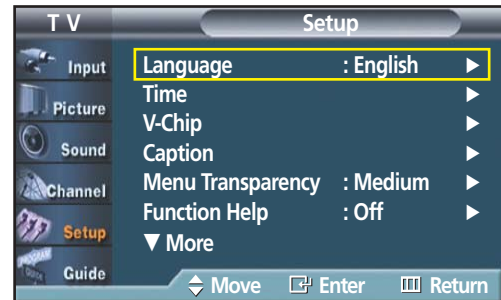 TV Setup
Input
Picture
Sound
Channel
Setup
Guide
Language : English ▶
Time ▶
V-Chip ▶
Caption ▶
Menu Transparency : Medium ▶
Function Help : Off ▶
▼ More
Move Enter Return